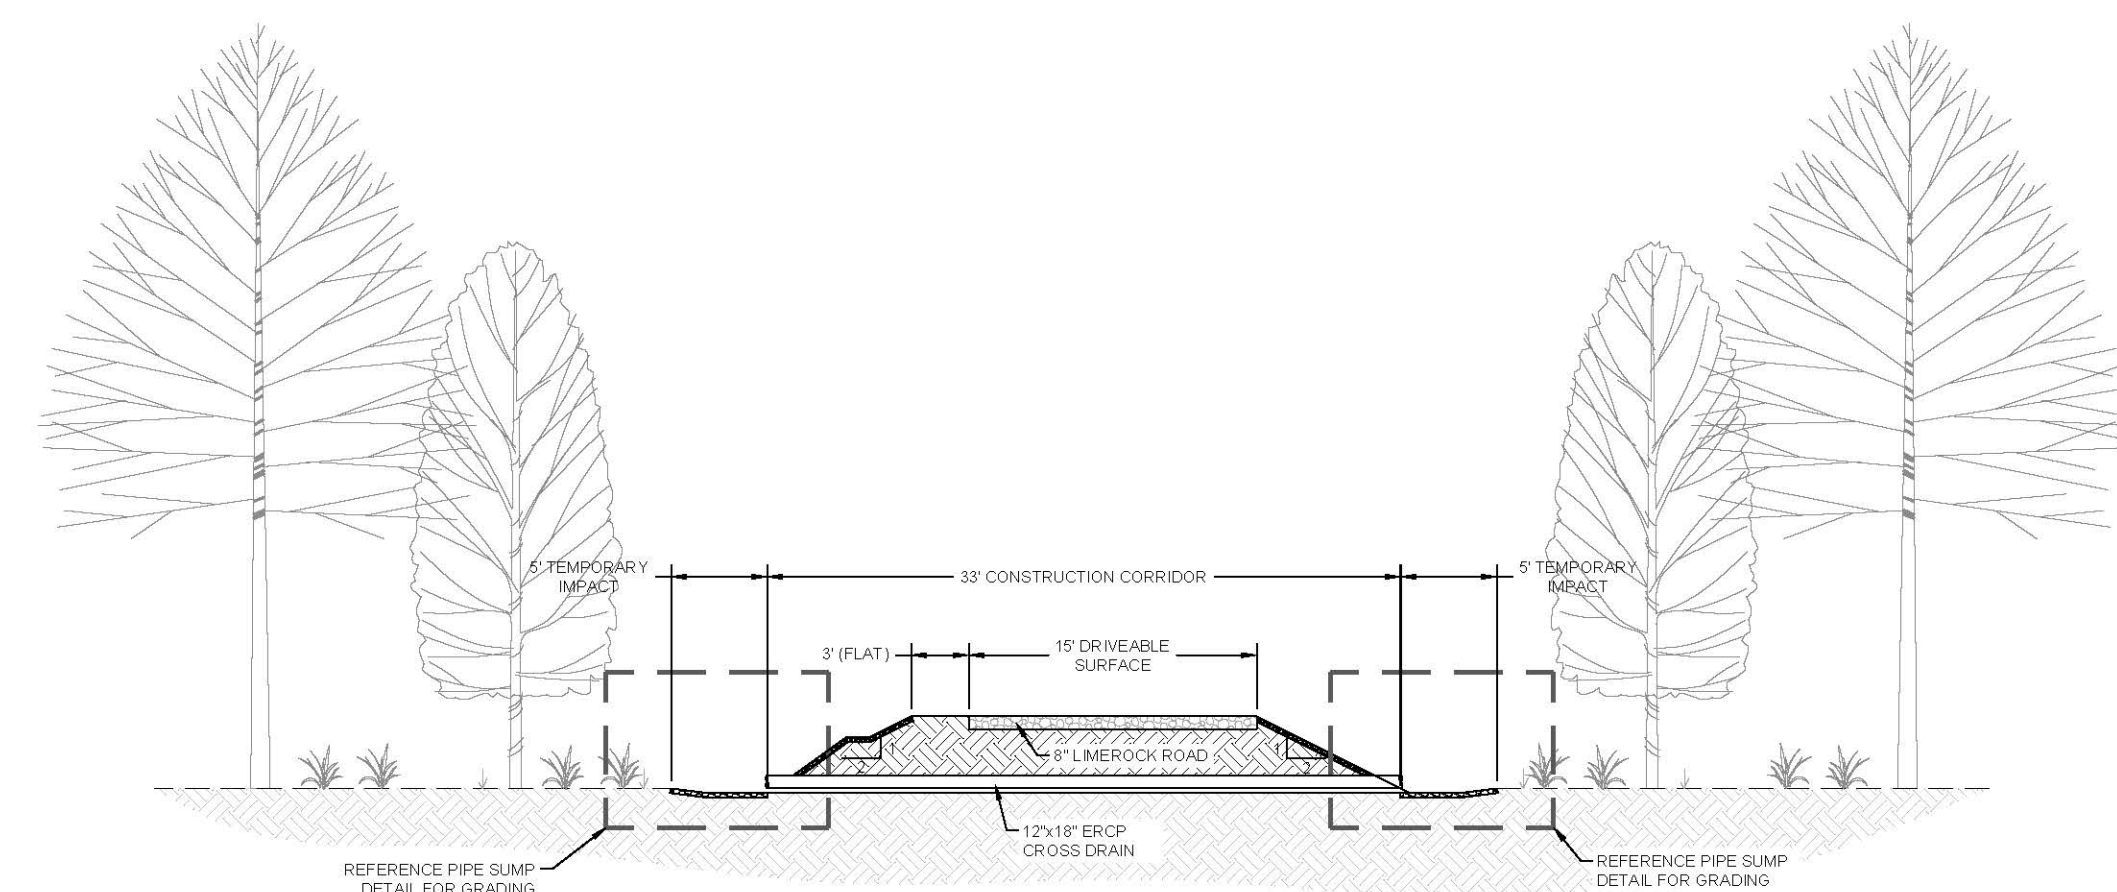 5' TEMPORARY
IMPACT
33' CONSTRUCTION CORRIDOR
5' TEMPORARY
IMPACT
3' (FLAT)
15' DRIVEABLE
SURFACE
1
2
8" LIMEROCK ROAD
1
2
12"x18" ERCP
CROSS DRAIN
REFERENCE PIPE SUMP
DETAIL FOR GRADING
REFERENCE PIPE SUMP
DETAIL FOR GRADING